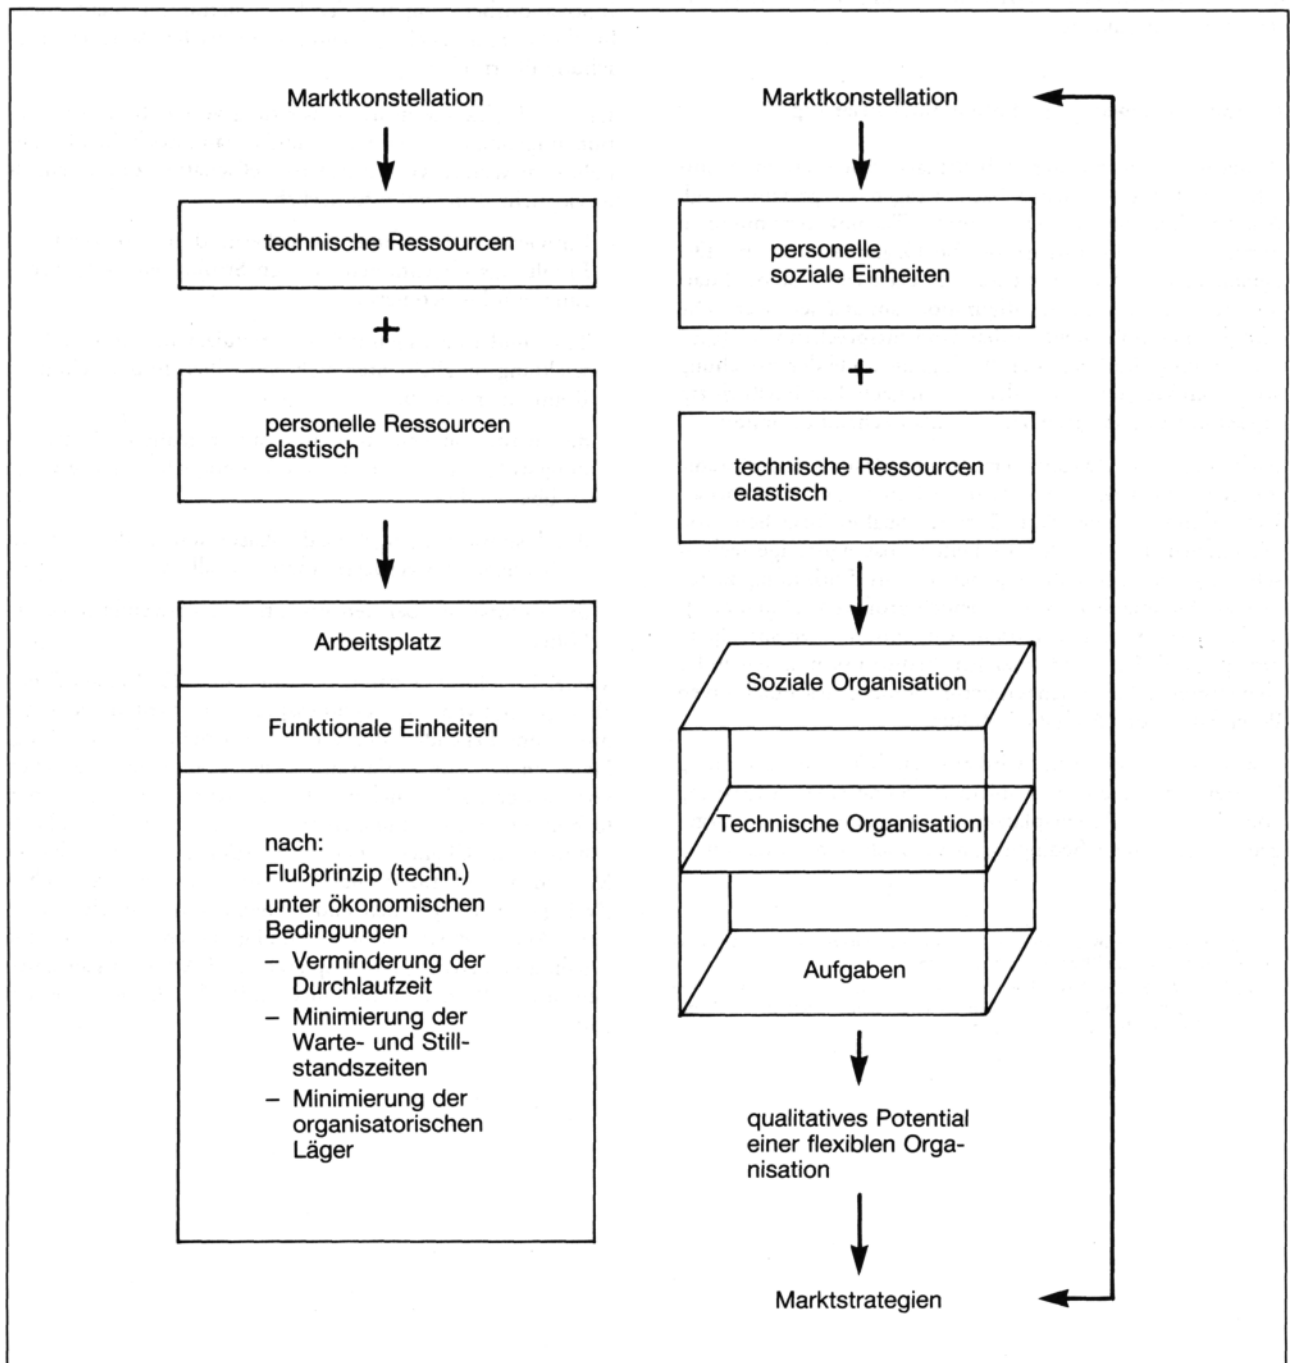 Marktkonstellation
technische Ressourcen
+
personelle Ressourcen
elastisch
Arbeitsplatz
Funktionale Einheiten
nach:
Flußprinzip (techn.)
unter ökonomischen
Bedingungen
– Verminderung der
Durchlaufzeit
– Minimierung der
Warte- und Still-
standszeiten
– Minimierung der
organisatorischen
Läger
Marktkonstellation
personelle
soziale Einheiten
+
technische Ressourcen
elastisch
Soziale Organisation
Technische Organisation
Aufgaben
qualitatives Potential
einer flexiblen Orga-
nisation
Marktstrategien